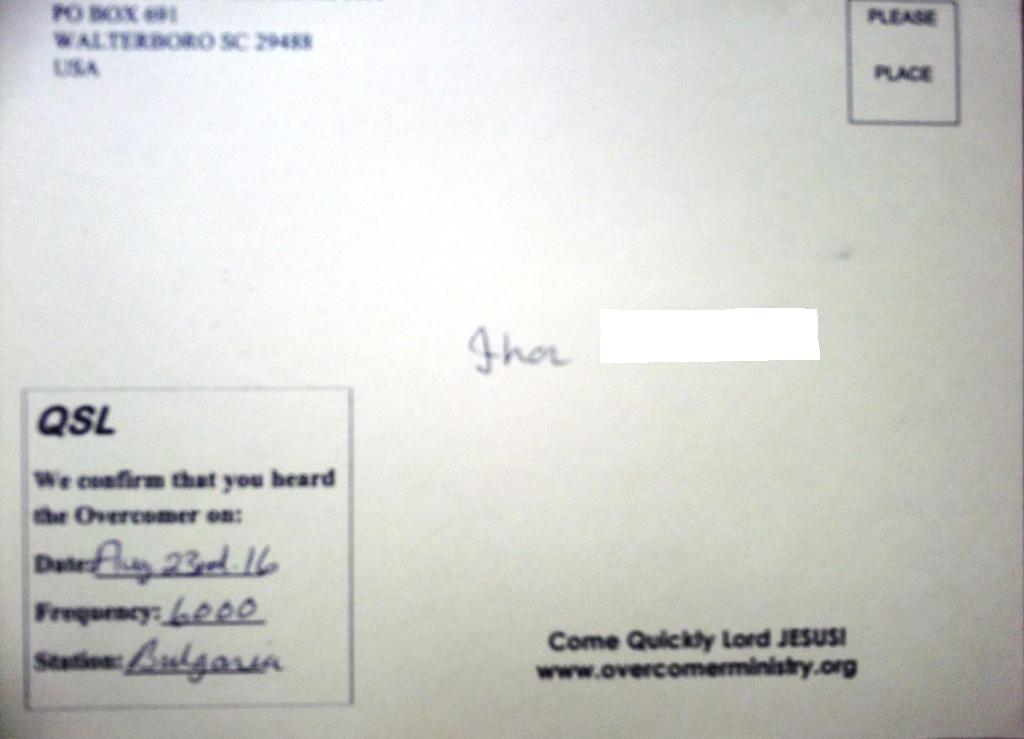 PO BOX 691
WALTERBORO SC 29488
USA
PLEASE
PLACE
Ihor
QSL
We confirm that you heard
the Overcomer on:
Date: Aug 23rd. 16
Frequency: 6000
Station: Bulgaria
Come Quickly Lord JESUS!
www.overcomerministry.org